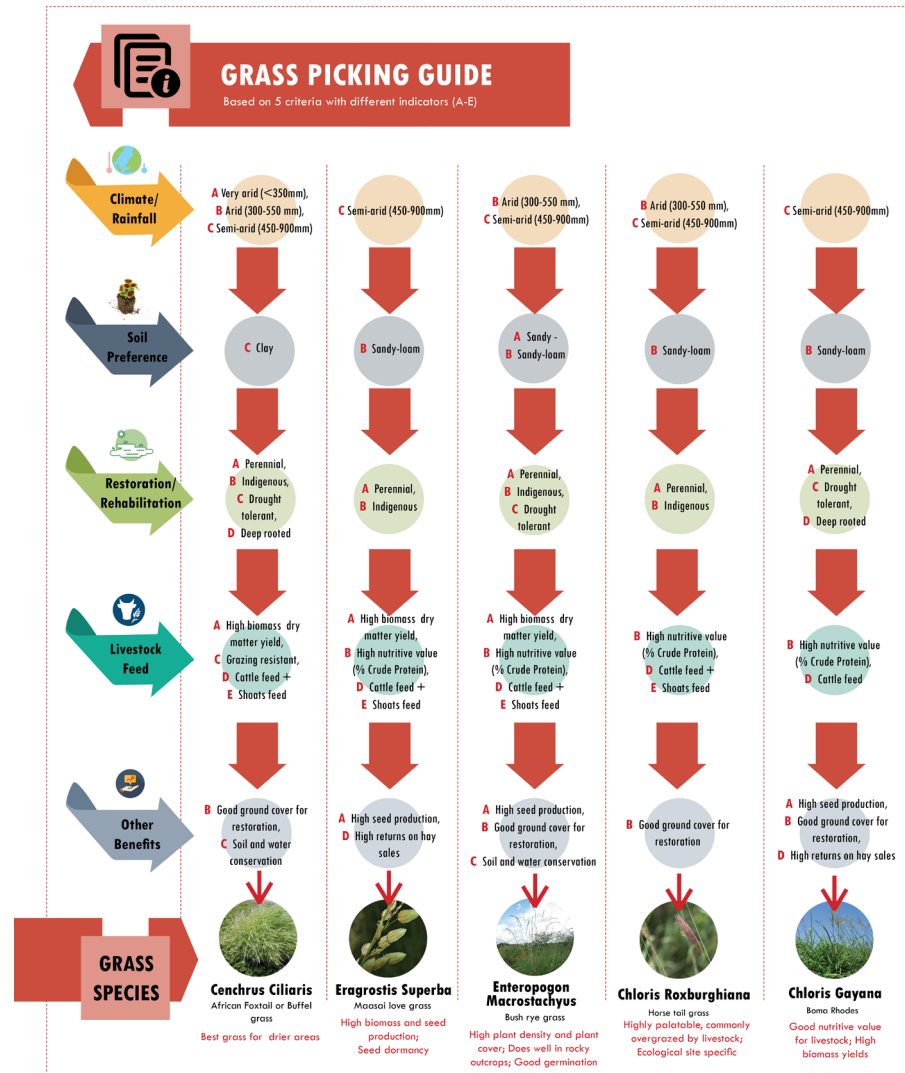 GRASS PICKING GUIDE
Based on 5 criteria with different indicators (A-E)
Climate/
Rainfall
A Very arid (<350mm),
B Arid (300-550 mm),
C Semi-arid (450-900mm)
C Semi-arid (450-900mm)
B Arid (300-550 mm),
C Semi-arid (450-900mm)
B Arid (300-550 mm),
C Semi-arid (450-900mm)
C Semi-arid (450-900mm)
Soil
Preference
C Clay
B Sandy-loam
A Sandy -
B Sandy-loam
B Sandy-loam
B Sandy-loam
Restoration/
Rehabilitation
A Perennial,
B Indigenous,
C Drought
tolerant,
D Deep rooted
A Perennial,
B Indigenous
A Perennial,
B Indigenous,
C Drought
tolerant
A Perennial,
B Indigenous
A Perennial,
C Drought
tolerant,
D Deep rooted
Livestock
Feed
A High biomass dry
matter yield,
C Grazing resistant,
D Cattle feed +
E Shoats feed
A High biomass dry
matter yield,
B High nutritive value
(% Crude Protein),
D Cattle feed +
E Shoats feed
A High biomass dry
matter yield,
B High nutritive value
(% Crude Protein),
D Cattle feed +
E Shoats feed
B High nutritive value
(% Crude Protein),
D Cattle feed +
E Shoats feed
B High nutritive value
(% Crude Protein),
D Cattle feed
Other
Benefits
B Good ground cover for
restoration,
C Soil and water
conservation
A High seed production,
D High returns on hay
sales
A High seed production,
B Good ground cover for
restoration,
C Soil and water conservation
B Good ground cover for
restoration
A High seed production,
B Good ground cover for
restoration,
D High returns on hay sales
GRASS
SPECIES
Cenchrus Ciliaris
African Foxtail or Buffel
grass
Best grass for drier areas
Eragrostis Superba
Maasai love grass
High biomass and seed
production;
Seed dormancy
Enteropogon
Macrostachyus
Bush rye grass
High plant density and plant
cover; Does well in rocky
outcrops; Good germination
Chloris Roxburghiana
Horse tail grass
Highly palatable, commonly
overgrazed by livestock;
Ecological site specific
Chloris Gayana
Boma Rhodes
Good nutritive value
for livestock; High
biomass yields